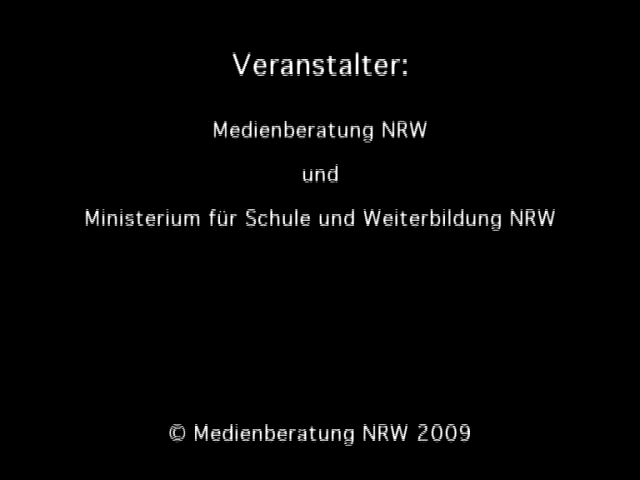 Veranstalter:
Medienberatung NRW
und
Ministerium für Schule und Weiterbildung NRW
© Medienberatung NRW 2009